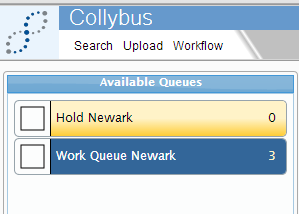 Collybus
Search Upload Workflow
Available Queues
Hold Newark 0
Work Queue Newark 3